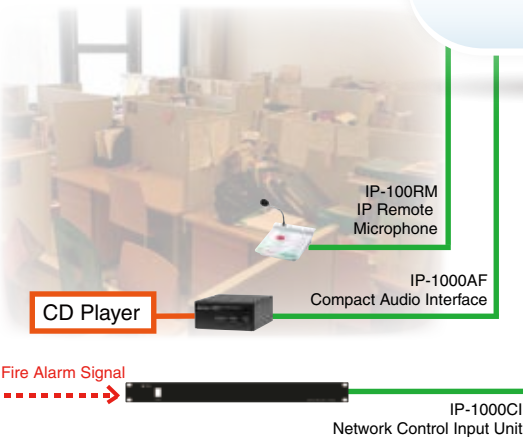 IP-100RM
IP Remote
Microphone
IP-1000AF
Compact Audio Interface
CD Player
Fire Alarm Signal
IP-1000CI
Network Control Input Unit